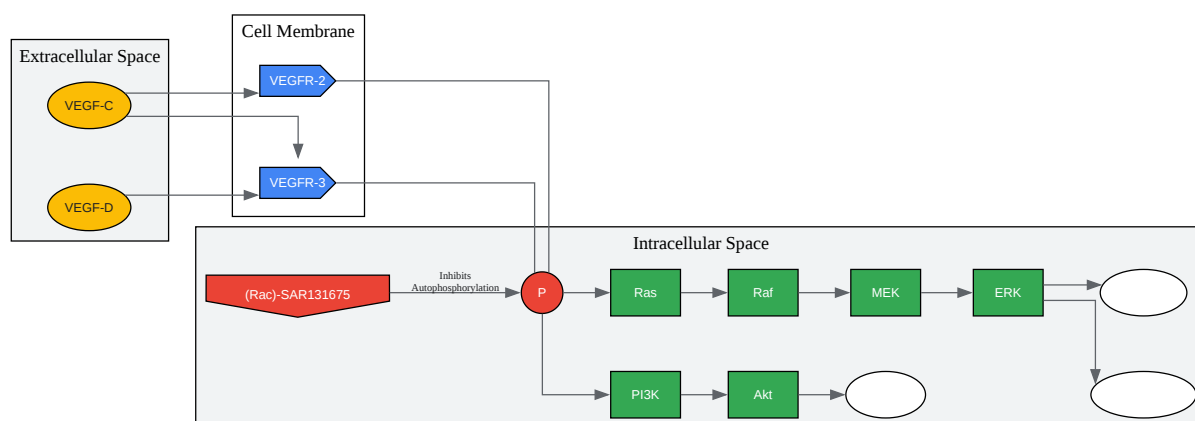 Cell Membrane
Extracellular Space
VEGFR-2
VEGF-C
VEGFR-3
VEGF-D
Intracellular Space
Inhibits
Autophosphorylation
(Rac)-SAR131675
P
Ras
Raf
MEK
ERK
PI3K
Akt